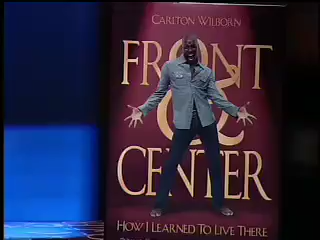 CARLTON WILBORN
FRONT
&
CENTER
HOW I LEARNED TO LIVE THERE